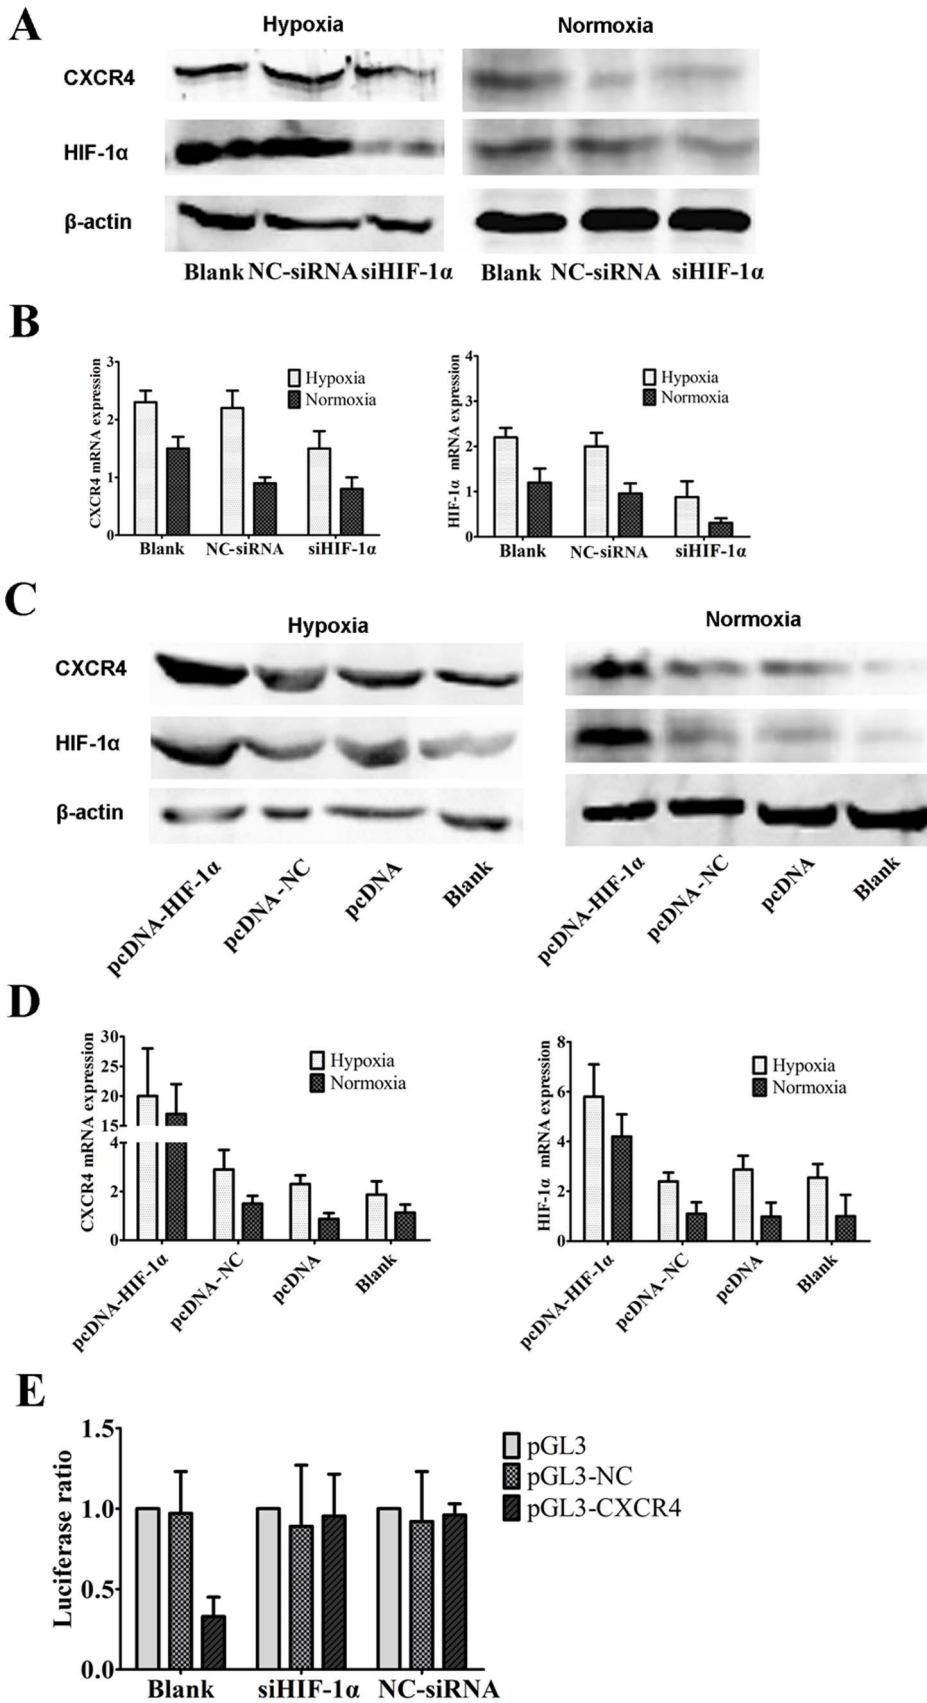 A
Hypoxia
Normoxia
CXCR4
HIF-1α
β-actin
Blank NC-siRNA siHIF-1α
Blank NC-siRNA siHIF-1α
B
CXCR4 mRNA expression
3
2
1
0
Hypoxia
Normoxia
Blank NC-siRNA siHIF-1α
HIF-1α mRNA expression
4
3
2
1
0
Hypoxia
Normoxia
Blank NC-siRNA siHIF-1α
C
Hypoxia
Normoxia
CXCR4
HIF-1α
β-actin
pcDNA-HIF-1α
pcDNA-NC
pcDNA
Blank
pcDNA-HIF-1α
pcDNA-NC
pcDNA
Blank
D
CXCR4 mRNA expression
30
25
20
15
4
2
0
Hypoxia
Normoxia
pcDNA-HIF-1α
pcDNA-NC
pcDNA
Blank
HIF-1α mRNA expression
8
6
4
2
0
Hypoxia
Normoxia
pcDNA-HIF-1α
pcDNA-NC
pcDNA
Blank
E
Luciferase ratio
1.5
1.0
0.5
0.0
pGL3
pGL3-NC
pGL3-CXCR4
Blank siHIF-1α NC-siRNA